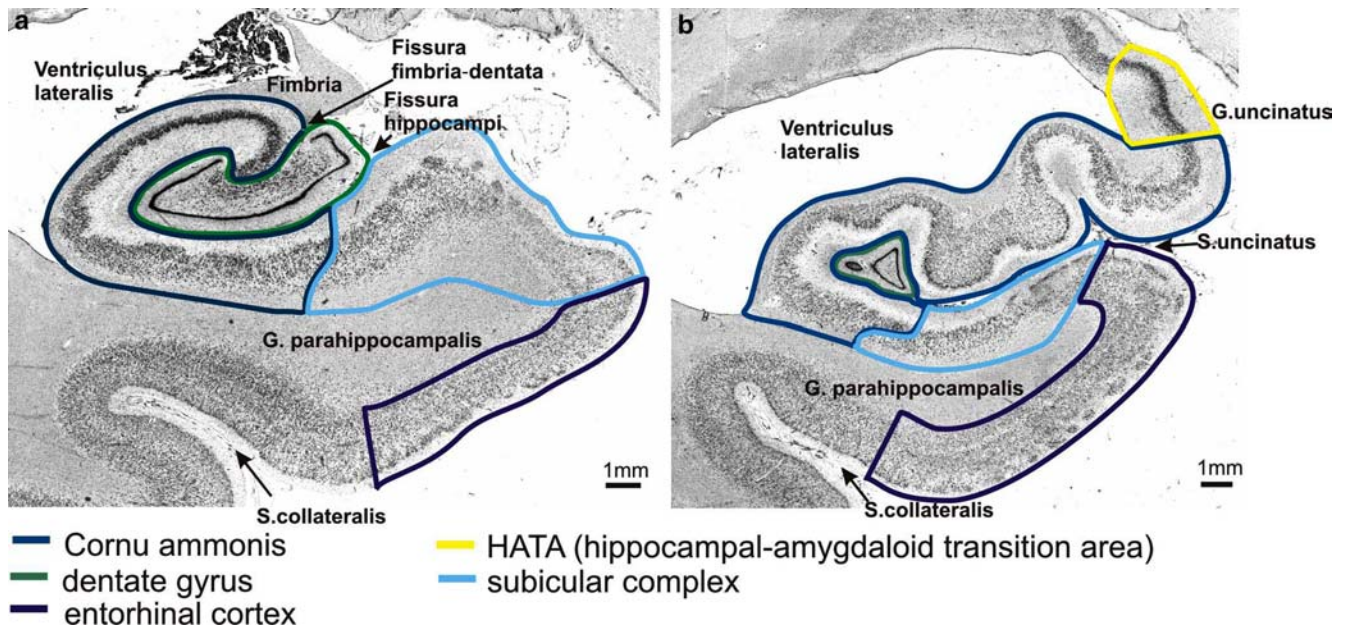 a
Ventriculus
lateralis
Fimbria
Fissura
fimbria-dentata
Fissura
hippocampi
G. parahippocampalis
S.collateralis
1mm
b
Ventriculus
lateralis
G.uncinatus
S.uncinatus
G. parahippocampalis
S.collateralis
1mm
Cornu ammonis
dentate gyrus
entorhinal cortex
HATA (hippocampal-amygdaloid transition area)
subicular complex